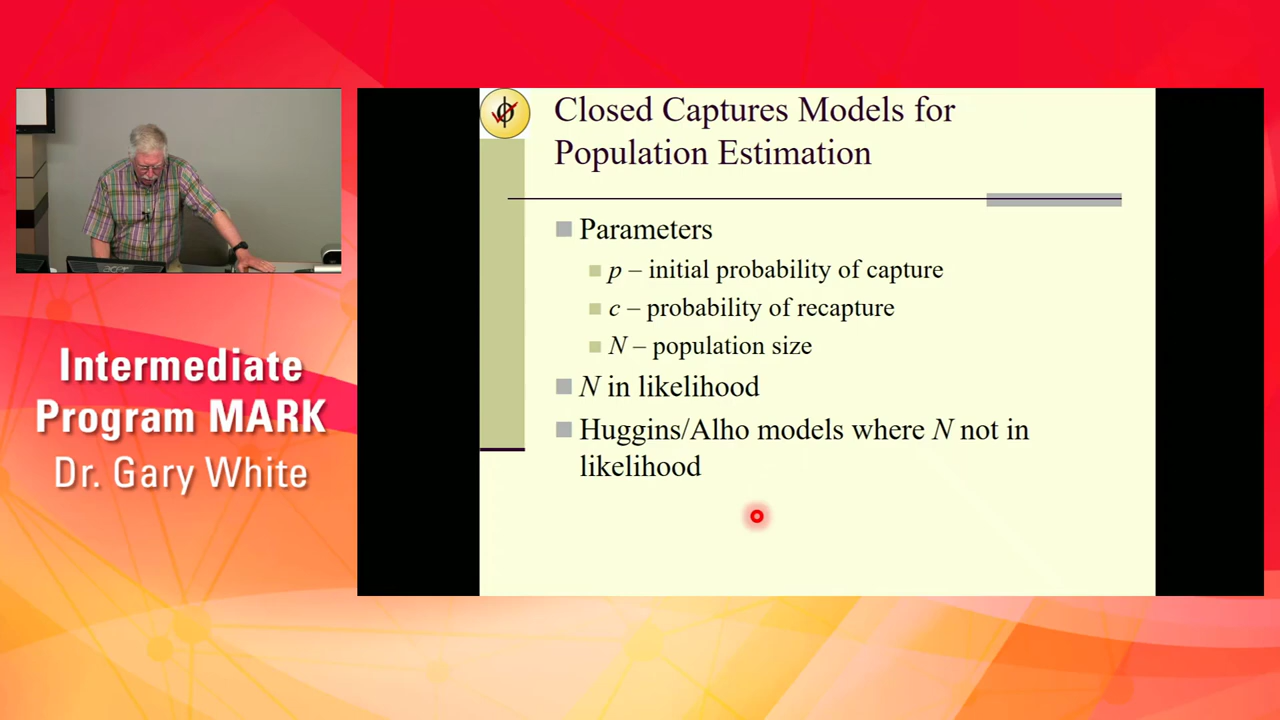 Closed Captures Models for
Population Estimation
Parameters
p – initial probability of capture
c – probability of recapture
N – population size
N in likelihood
Huggins/Alho models where N not in
likelihood
Intermediate
Program MARK
Dr. Gary White
acer